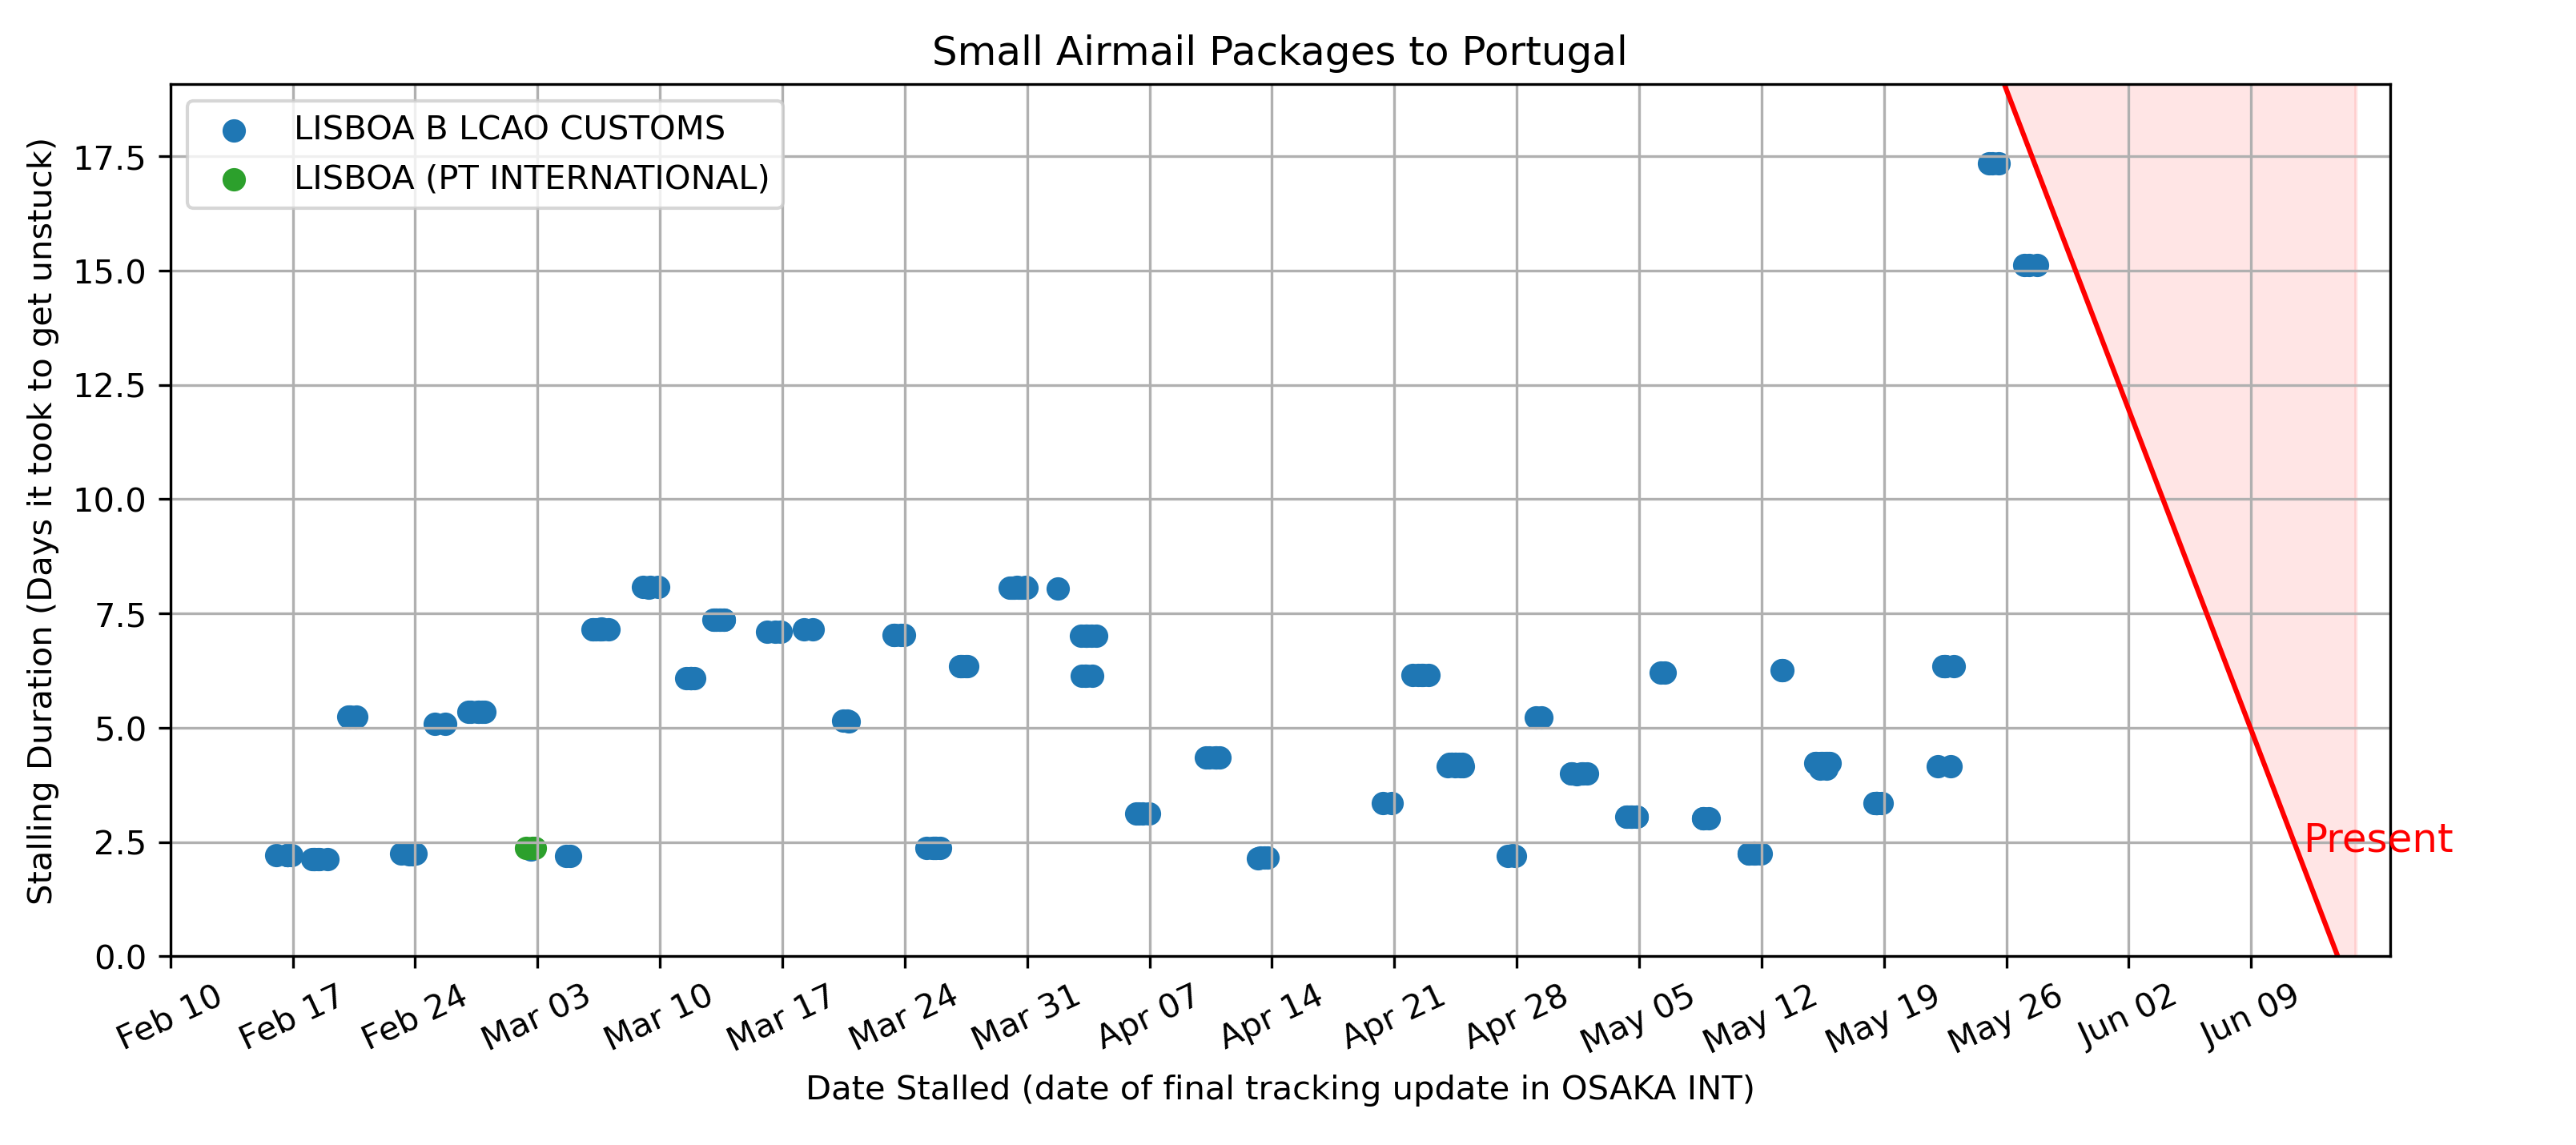 Small Airmail Packages to Portugal
LISBOA B LCAO CUSTOMS
LISBOA (PT INTERNATIONAL)
Stalling Duration (Days it took to get unstuck)
17.5
15.0
12.5
10.0
7.5
5.0
2.5
0.0
Present
Feb 10
Feb 17
Feb 24
Mar 03
Mar 10
Mar 17
Mar 24
Mar 31
Apr 07
Apr 14
Apr 21
Apr 28
May 05
May 12
May 19
May 26
Jun 02
Jun 09
Date Stalled (date of final tracking update in OSAKA INT)